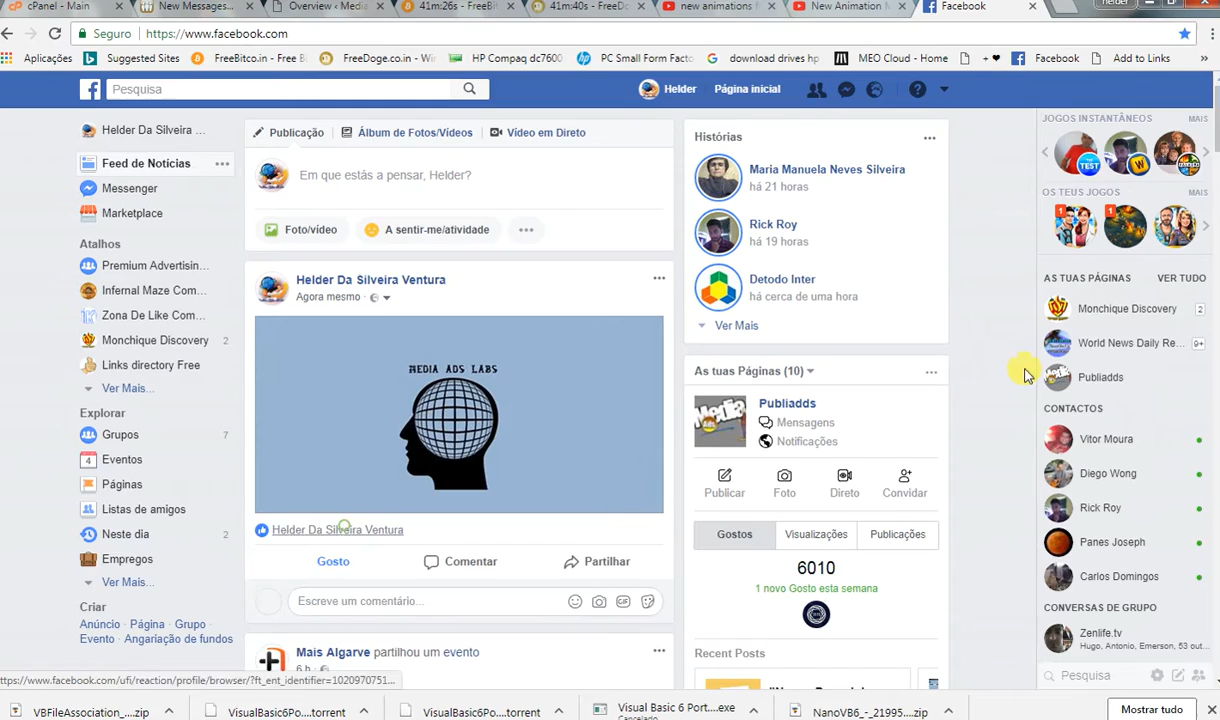 cPanel - Main
New Messages...
Overview ‹ Media
41m:26s - FreeBit
41m:40s - FreeDo
new animations f
New Animation M
Facebook
helder
Seguro
https://www.facebook.com
Aplicações
Suggested Sites
FreeBitco.in - Free B
FreeDoge.co.in - Wi
HP Compaq dc7600
PC Small Form Facto
download drives hp
MEO Cloud - Home
+ ♥
Facebook
Add to Links
Pesquisa
Helder
Página inicial
Helder Da Silveira ...
Feed de Notícias
Messenger
Marketplace
Atalhos
Premium Advertisin...
Infernal Maze Com...
Zona De Like Com...
Monchique Discovery 2
Links directory Free
Ver Mais...
Explorar
Grupos 7
4 Eventos
Páginas
Listas de amigos
Neste dia 2
Empregos
Ver Mais...
Criar
Anúncio · Página · Grupo ·
Evento · Angariação de fundos
Publicação
Álbum de Fotos/Vídeos
Vídeo em Direto
Em que estás a pensar, Helder?
Foto/vídeo
A sentir-me/atividade
Helder Da Silveira Ventura
Agora mesmo ·
MEDIA ADS LABS
Helder Da Silveira Ventura
Gosto
Comentar
Partilhar
Escreve um comentário...
GIF
Mais Algarve partilhou um evento
6 h ·
Histórias
Maria Manuela Neves Silveira
há 21 horas
Rick Roy
há 19 horas
Detodo Inter
há cerca de uma hora
Ver Mais
As tuas Páginas (10)
Media
Ads
Publiadds
Mensagens
Notificações
Publicar
Foto
Direto
Convidar
Gostos
Visualizações
Publicações
6010
1 novo Gosto esta semana
Recent Posts
JOGOS INSTANTÂNEOS MAIS
TEST
W
OS TEUS JOGOS MAIS
1
1
AS TUAS PÁGINAS VER TUDO
Monchique Discovery 2
World News Daily Re... 9+
Publiadds
CONTACTOS
Vitor Moura
Diego Wong
Rick Roy
Panes Joseph
Carlos Domingos
CONVERSAS DE GRUPO
Zenlife.tv
Hugo, Antonio, Emerson, 53 out...
Pesquisa
https://www.facebook.com/ufi/reaction/profile/browser/?ft_ent_identifier=1020970751...
VBFileAssociation_....zip
VisualBasic6Po....torrent
VisualBasic6Po....torrent
Visual Basic 6 Port....exe
Cancelado
NanoVB6_-_21995....zip
Mostrar tudo